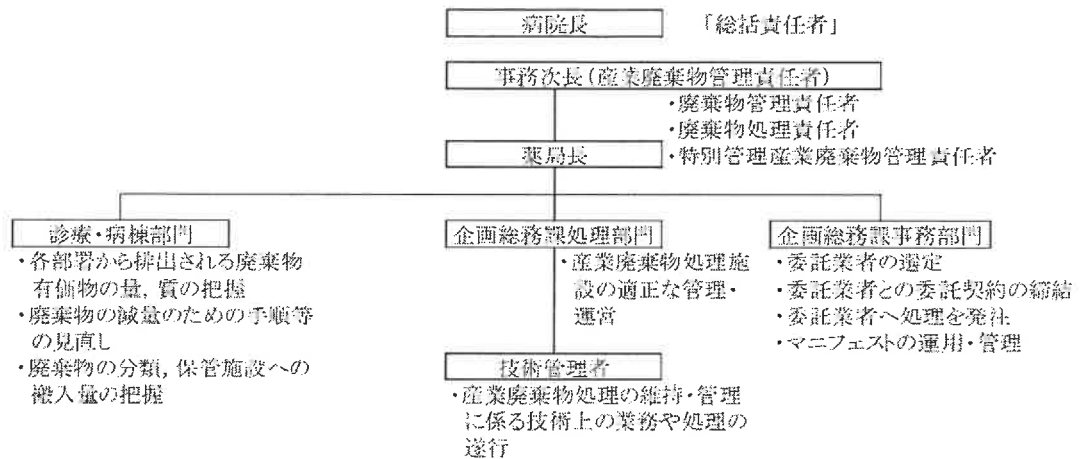 病院長 「総括責任者」
事務次長(産業廃棄物管理責任者)
・廃棄物管理責任者
・廃棄物処理責任者
薬局長 ・特別管理産業廃棄物管理責任者
診療・病棟部門
・各部署から排出される廃棄物
有価物の量, 質の把握
・廃棄物の減量のための手順等
の見直し
・廃棄物の分類, 保管施設への
搬入量の把握
企画総務課処理部門
・産業廃棄物処理施
設の適正な管理・
運営
技術管理者
・産業廃棄物処理の維持・管理
に係る技術上の業務や処理の
遂行
企画総務課事務部門
・委託業者の選定
・委託業者との委託契約の締結
・委託業者へ処理を発注
・マニフェストの運用・管理